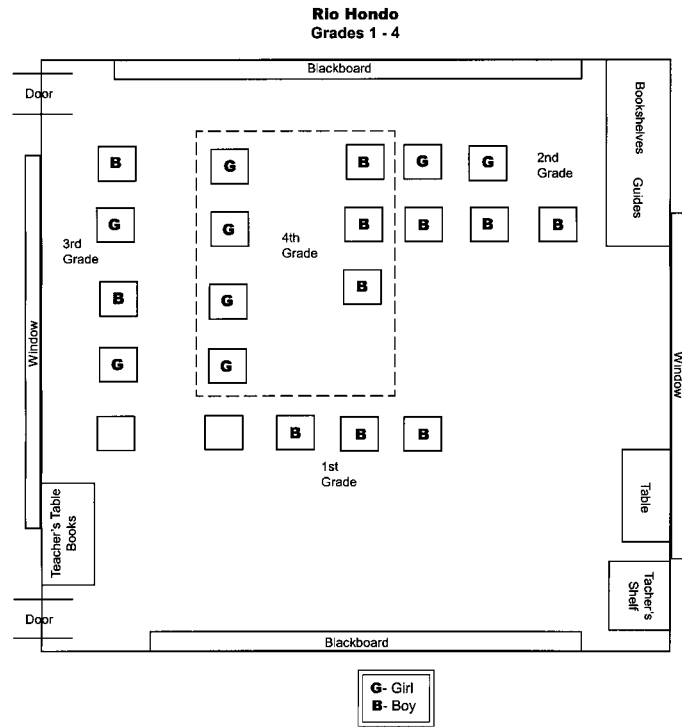 Rio Hondo
Grades 1 - 4
Blackboard
Door
Bookshelves Guides
B
G
B
G
G
2nd
Grade
G
G
B
B
B
B
3rd
Grade
4th
Grade
B
G
B
Window
Window
G
G
B
B
B
1st
Grade
Teacher's Table
Books
Table
Tacher's
Shelf
Door
Blackboard
G- Girl
B- Boy